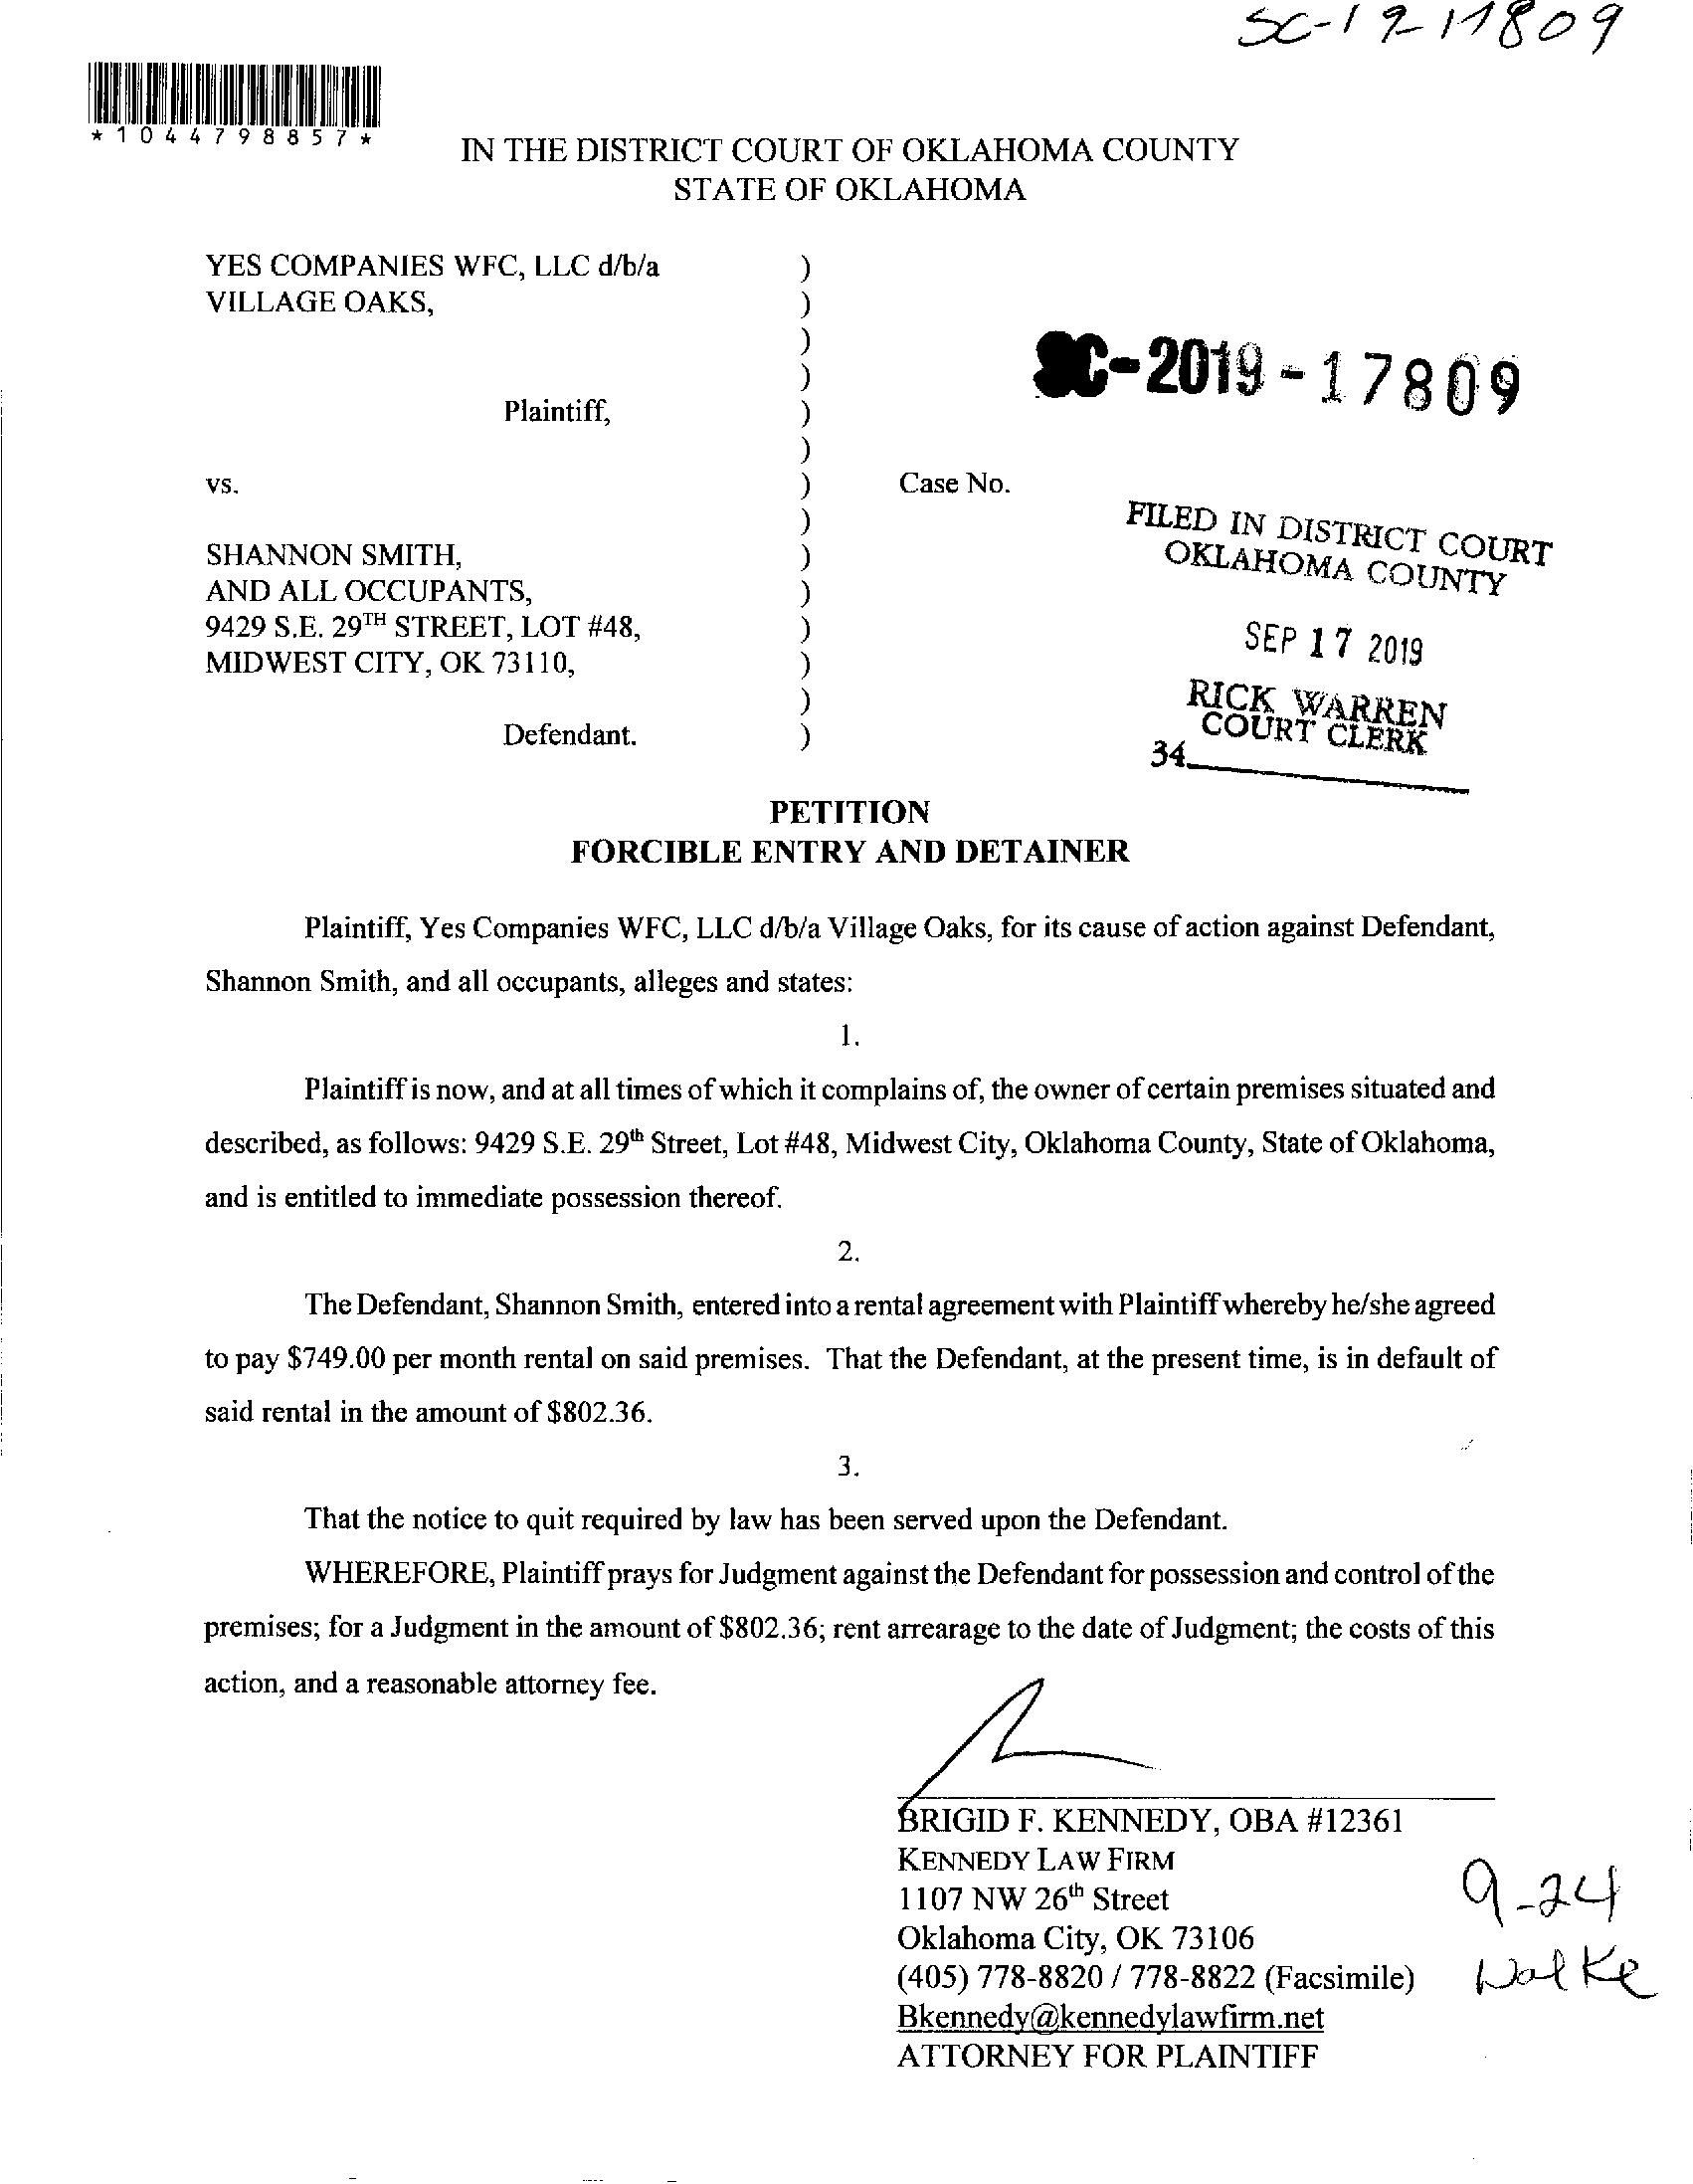 SC-19-17809
*1044798857*
IN THE DISTRICT COURT OF OKLAHOMA COUNTY
STATE OF OKLAHOMA
YES COMPANIES WFC, LLC d/b/a )
VILLAGE OAKS, )
)
SC-2019-17809
)
Plaintiff, )
)
vs. ) Case No.
)
FILED IN DISTRICT COURT
OKLAHOMA COUNTY
SHANNON SMITH, )
AND ALL OCCUPANTS, )
9429 S.E. 29TH STREET, LOT #48, )
SEP 17 2019
MIDWEST CITY, OK 73110, )
)
RICK WARREN
COURT CLERK
Defendant. )
34
PETITION
FORCIBLE ENTRY AND DETAINER
Plaintiff, Yes Companies WFC, LLC d/b/a Village Oaks, for its cause of action against Defendant,
Shannon Smith, and all occupants, alleges and states:
1.
Plaintiff is now, and at all times of which it complains of, the owner of certain premises situated and
described, as follows: 9429 S.E. 29th Street, Lot #48, Midwest City, Oklahoma County, State of Oklahoma,
and is entitled to immediate possession thereof.
2.
The Defendant, Shannon Smith, entered into a rental agreement with Plaintiff whereby he/she agreed
to pay $749.00 per month rental on said premises. That the Defendant, at the present time, is in default of
said rental in the amount of $802.36.
3.
That the notice to quit required by law has been served upon the Defendant.
WHEREFORE, Plaintiff prays for Judgment against the Defendant for possession and control of the
premises; for a Judgment in the amount of $802.36; rent arrearage to the date of Judgment; the costs of this
action, and a reasonable attorney fee.
BRIGID F. KENNEDY, OBA #12361
KENNEDY LAW FIRM
1107 NW 26th Street
Oklahoma City, OK 73106
(405) 778-8820 / 778-8822 (Facsimile)
Bkennedy@kennedylawfirm.net
ATTORNEY FOR PLAINTIFF
9-24
Walke